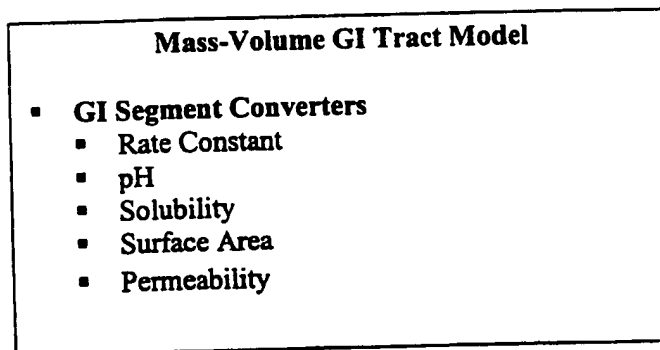 Mass-Volume GI Tract Model
▪ GI Segment Converters
▪ Rate Constant
▪ pH
▪ Solubility
▪ Surface Area
▪ Permeability